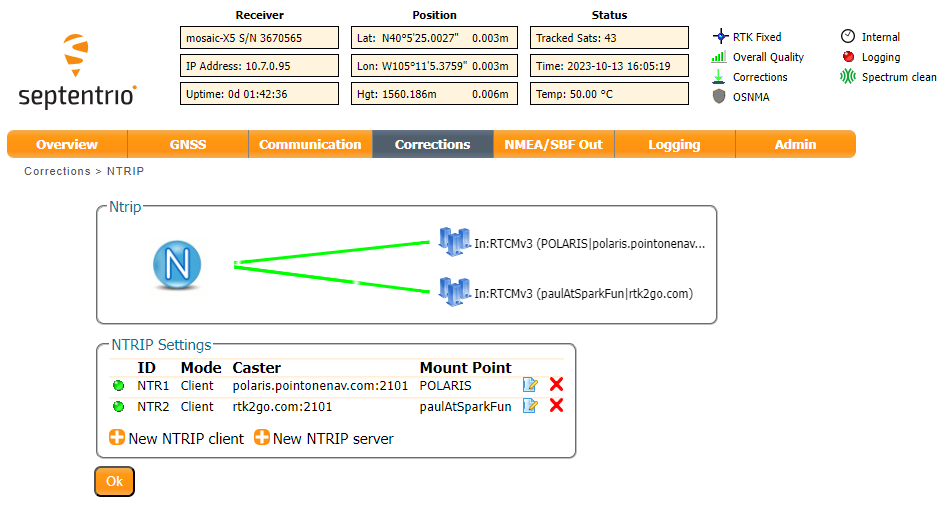 septentrio
Receiver
mosaic-X5 S/N 3670565
IP Address: 10.7.0.95
Uptime: 0d 01:42:36
Position
Lat: N40°5'25.0027" 0.003m
Lon: W105°11'5.3759" 0.003m
Hgt: 1560.186m 0.006m
Status
Tracked Sats: 43
Time: 2023-10-13 16:05:19
Temp: 50.00 °C
RTK Fixed
Overall Quality
Corrections
OSNMA
Internal
Logging
Spectrum clean
Overview GNSS Communication Corrections NMEA/SBF Out Logging Admin
Corrections > NTRIP
Ntrip
N
In:RTCMv3 (POLARIS|polaris.pointonenav...
In:RTCMv3 (paulAtSparkFun|rtk2go.com)
NTRIP Settings
ID Mode Caster Mount Point
NTR1 Client polaris.pointonenav.com:2101 POLARIS
NTR2 Client rtk2go.com:2101 paulAtSparkFun
New NTRIP client New NTRIP server
Ok